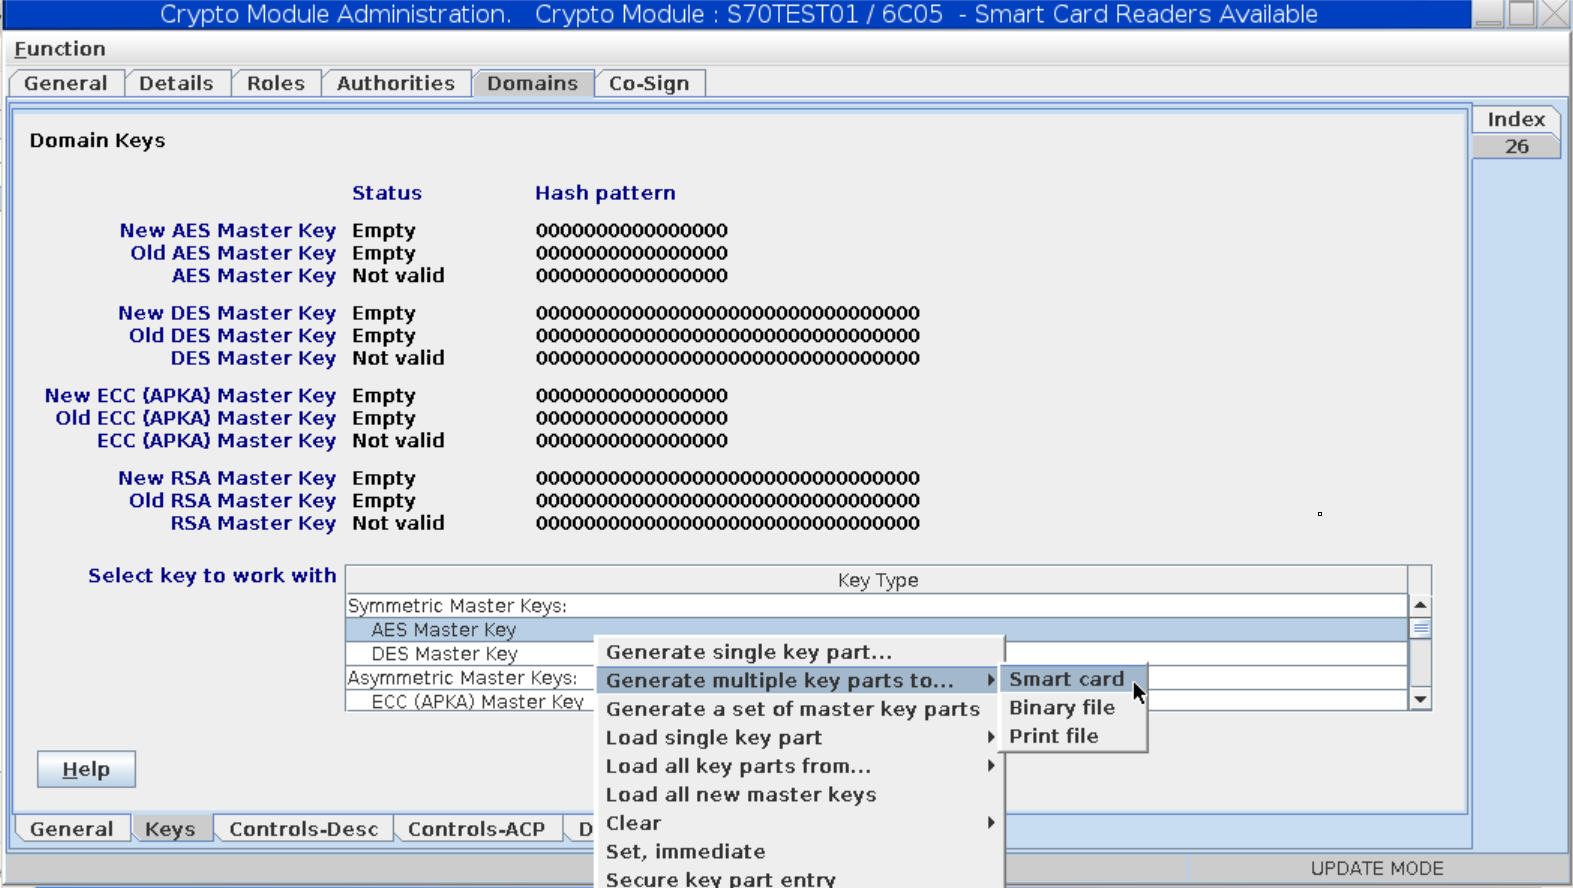 Crypto Module Administration.   Crypto Module : S70TEST01 / 6C05  - Smart Card Readers Available
Function
General Details Roles Authorities Domains Co-Sign
Index
26
Domain Keys
Status Hash pattern
New AES Master Key Empty 0000000000000000
Old AES Master Key Empty 0000000000000000
AES Master Key Not valid 0000000000000000
New DES Master Key Empty 00000000000000000000000000000000
Old DES Master Key Empty 00000000000000000000000000000000
DES Master Key Not valid 00000000000000000000000000000000
New ECC (APKA) Master Key Empty 0000000000000000
Old ECC (APKA) Master Key Empty 0000000000000000
ECC (APKA) Master Key Not valid 0000000000000000
New RSA Master Key Empty 00000000000000000000000000000000
Old RSA Master Key Empty 00000000000000000000000000000000
RSA Master Key Not valid 00000000000000000000000000000000
Select key to work with
Key Type
Symmetric Master Keys:
AES Master Key
DES Master Key
Asymmetric Master Keys:
ECC (APKA) Master Key
Generate single key part...
Generate multiple key parts to...
Generate a set of master key parts
Load single key part
Load all key parts from...
Load all new master keys
Clear
Set, immediate
Secure key part entry
Smart card
Binary file
Print file
Help
General Keys Controls-Desc Controls-ACP D
UPDATE MODE